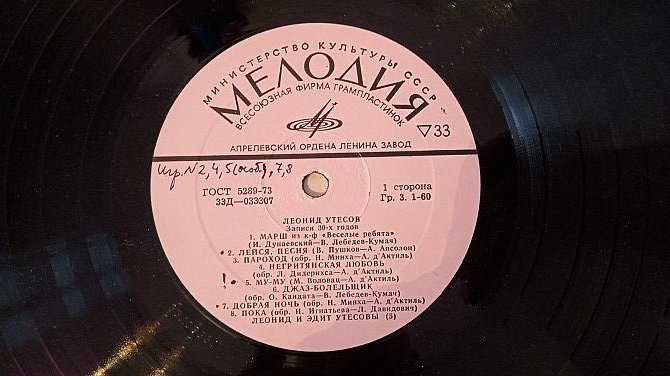 МИНИСТЕРСТВО КУЛЬТУРЫ СССР
МЕЛОДИЯ
ВСЕСОЮЗНАЯ ФИРМА ГРАМПЛАСТИНОК
▽33
АПРЕЛЕВСКИЙ ОРДЕНА ЛЕНИНА ЗАВОД
Игр. N 2, 4, 5 (особ), 7, 8
ГОСТ 5289-73
33Д—033307
1 сторона
Гр. 3. 1-60
ЛЕОНИД УТЕСОВ
Записи 30-х годов
1. МАРШ из к-ф «Веселые ребята»
(И. Дунаевский—В. Лебедев-Кумач)
• 2. ЛЕЙСЯ, ПЕСНЯ (В. Пушков—А. Апсолон)
3. ПАРОХОД (обр. Н. Минха—А. д'Актиль)
4. НЕГРИТЯНСКАЯ ЛЮБОВЬ
(обр. Л. Дидерихса—А. д'Актиль)
! • 5. МУ-МУ (М. Воловац—А. д'Актиль)
6. ДЖАЗ-БОЛЕЛЬЩИК
(обр. О. Кандата—В. Лебедев-Кумач)
• 7. ДОБРАЯ НОЧЬ (обр. Н. Минха—А. д'Актиль)
8. ПОКА (обр. Н. Игнатьева—Л. Давидович)
ЛЕОНИД И ЭДИТ УТЕСОВЫ (5)